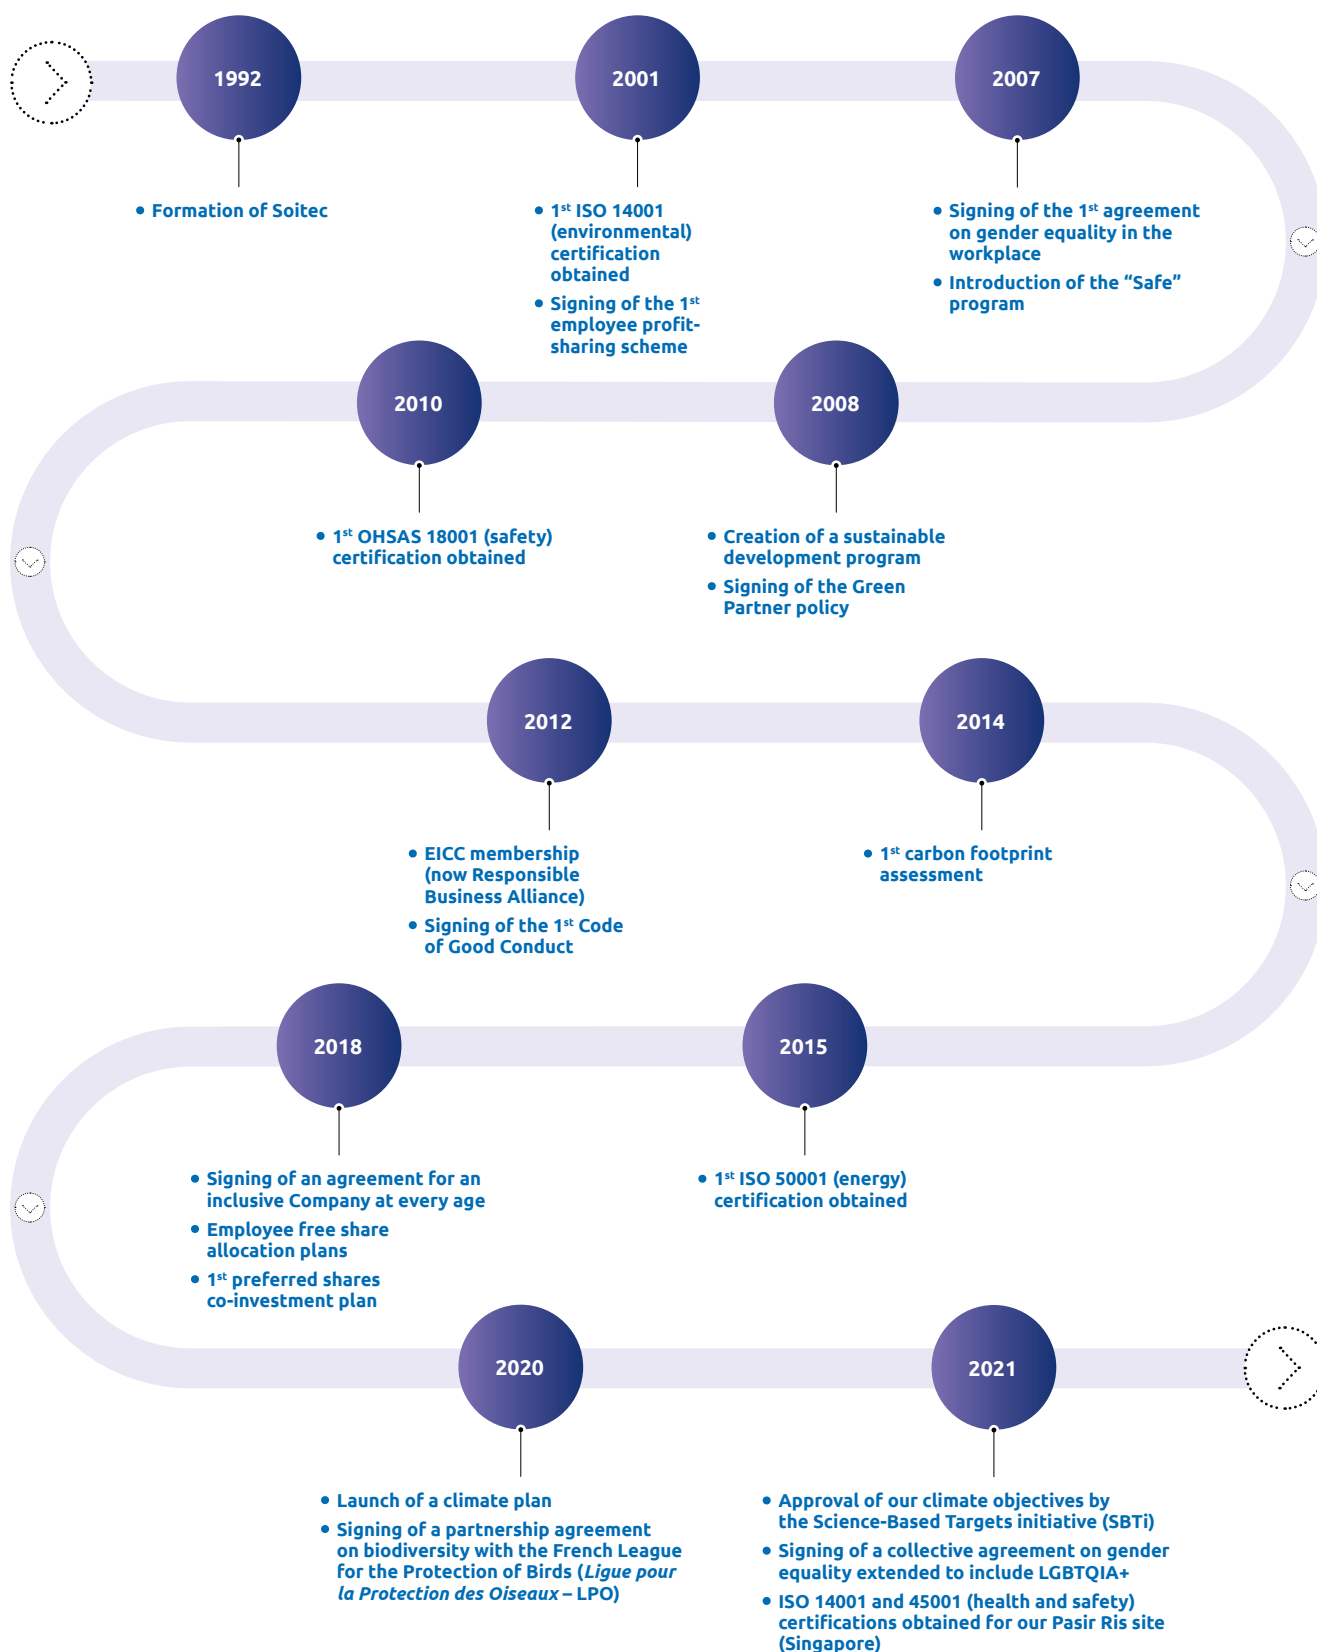 1992
• Formation of Soitec
2001
• 1st ISO 14001
(environmental)
certification
obtained
• Signing of the 1st
employee profit-
sharing scheme
2007
• Signing of the 1st agreement
on gender equality in the
workplace
• Introduction of the “Safe”
program
2008
• Creation of a sustainable
development program
• Signing of the Green
Partner policy
2010
• 1st OHSAS 18001 (safety)
certification obtained
2012
• EICC membership
(now Responsible
Business Alliance)
• Signing of the 1st Code
of Good Conduct
2014
• 1st carbon footprint
assessment
2015
• 1st ISO 50001 (energy)
certification obtained
2018
• Signing of an agreement for an
inclusive Company at every age
• Employee free share
allocation plans
• 1st preferred shares
co-investment plan
2020
• Launch of a climate plan
• Signing of a partnership agreement
on biodiversity with the French League
for the Protection of Birds (Ligue pour
la Protection des Oiseaux – LPO)
2021
• Approval of our climate objectives by
the Science-Based Targets initiative (SBTi)
• Signing of a collective agreement on gender
equality extended to include LGBTQIA+
• ISO 14001 and 45001 (health and safety)
certifications obtained for our Pasir Ris site
(Singapore)